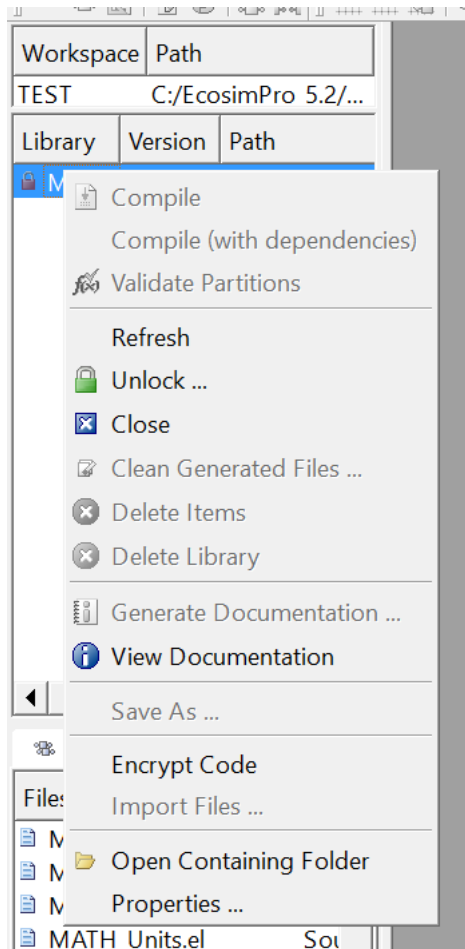 Workspace Path
TEST C:/EcosimPro 5.2/...
Library Version Path
Compile
Compile (with dependencies)
Validate Partitions
Refresh
Unlock ...
Close
Clean Generated Files ...
Delete Items
Delete Library
Generate Documentation ...
View Documentation
Save As ...
Encrypt Code
Files
Import Files ...
Open Containing Folder
Properties ...
MATH_Units.el